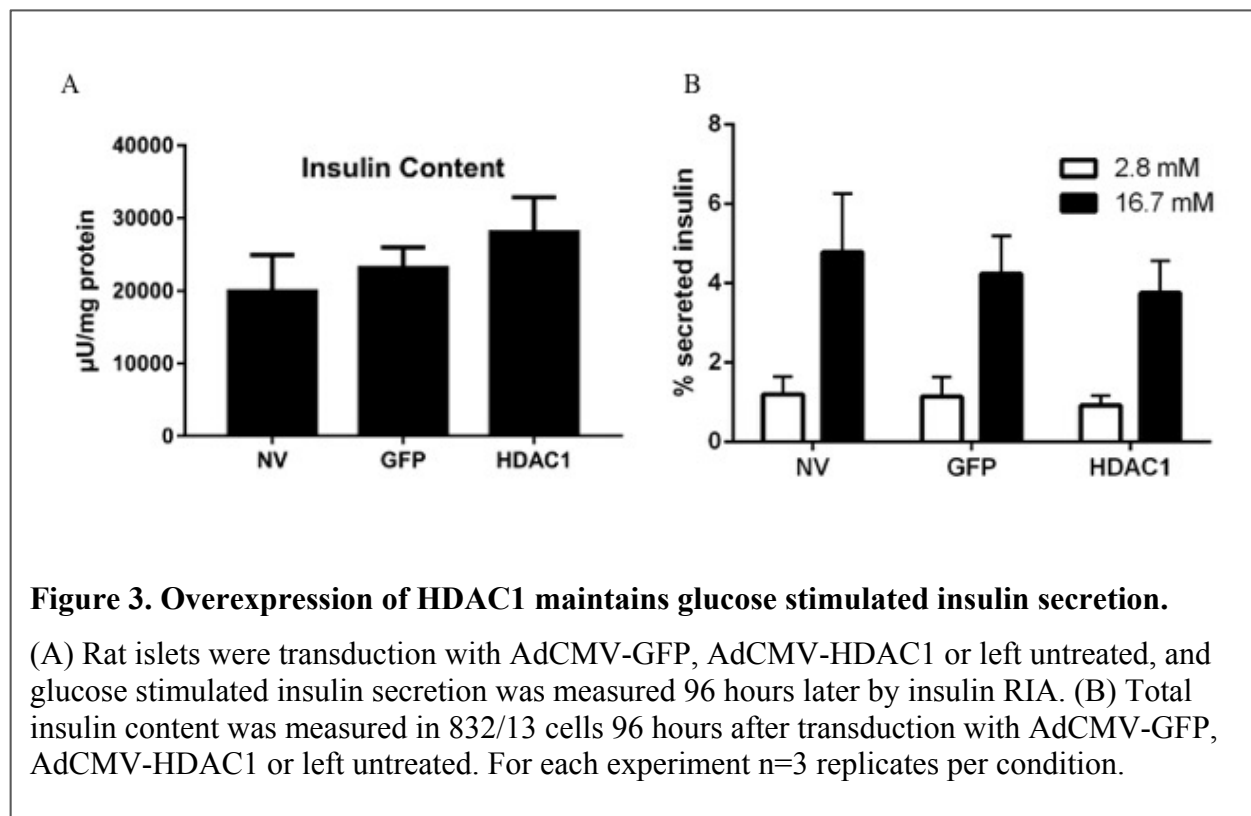 A
Insulin Content
µU/mg protein
40000
30000
20000
10000
0
NV GFP HDAC1
B
% secreted insulin
8
6
4
2
0
2.8 mM
16.7 mM
NV GFP HDAC1
Figure 3. Overexpression of HDAC1 maintains glucose stimulated insulin secretion.
(A) Rat islets were transduction with AdCMV-GFP, AdCMV-HDAC1 or left untreated, and
glucose stimulated insulin secretion was measured 96 hours later by insulin RIA. (B) Total
insulin content was measured in 832/13 cells 96 hours after transduction with AdCMV-GFP,
AdCMV-HDAC1 or left untreated. For each experiment n=3 replicates per condition.